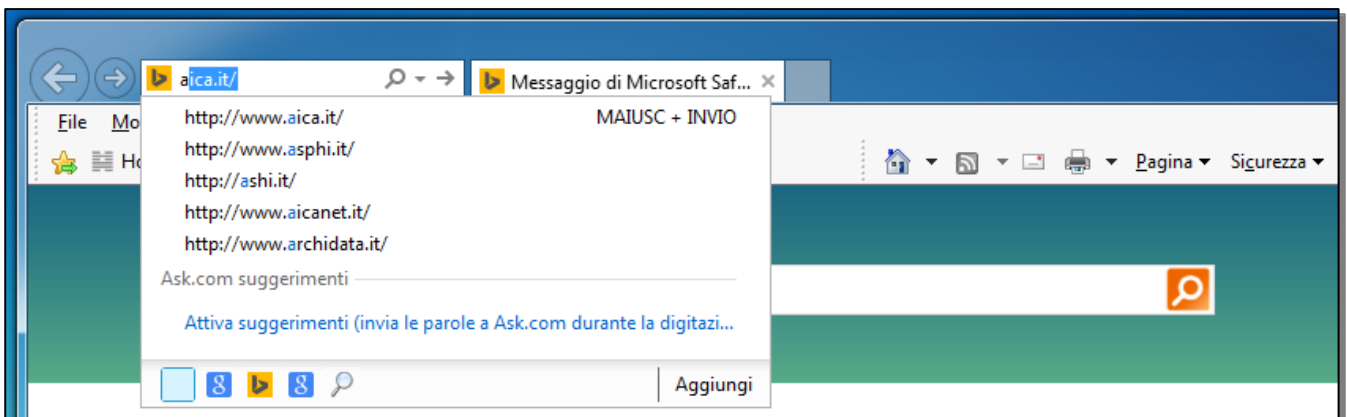 aica.it/
Messaggio di Microsoft Saf...
http://www.aica.it/ MAIUSC + INVIO
File
http://www.asphi.it/
Pagina Sicurezza
http://ashi.it/
http://www.aicanet.it/
http://www.archidata.it/
Ask.com suggerimenti
Attiva suggerimenti (invia le parole a Ask.com durante la digitazi...
Aggiungi